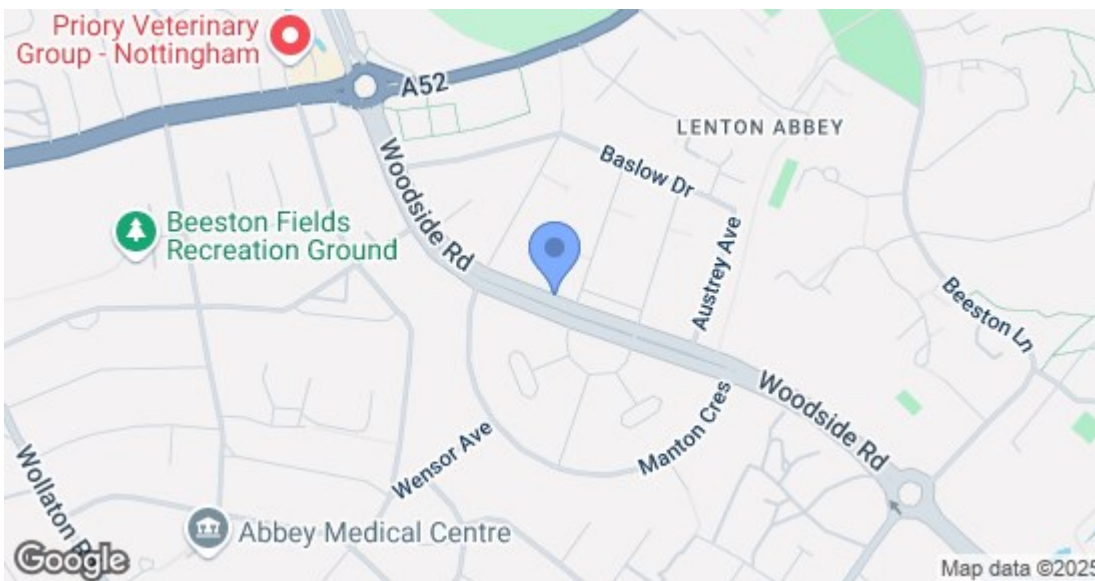 Priory Veterinary
Group - Nottingham
A52
LENTON ABBEY
Baslow Dr
Woodside Rd
Beeston Fields
Recreation Ground
Austrey Ave
Beeston Ln
Woodside Rd
Manton Cres
Wensor Ave
Wollaton
Abbey Medical Centre
Google
Map data ©2025